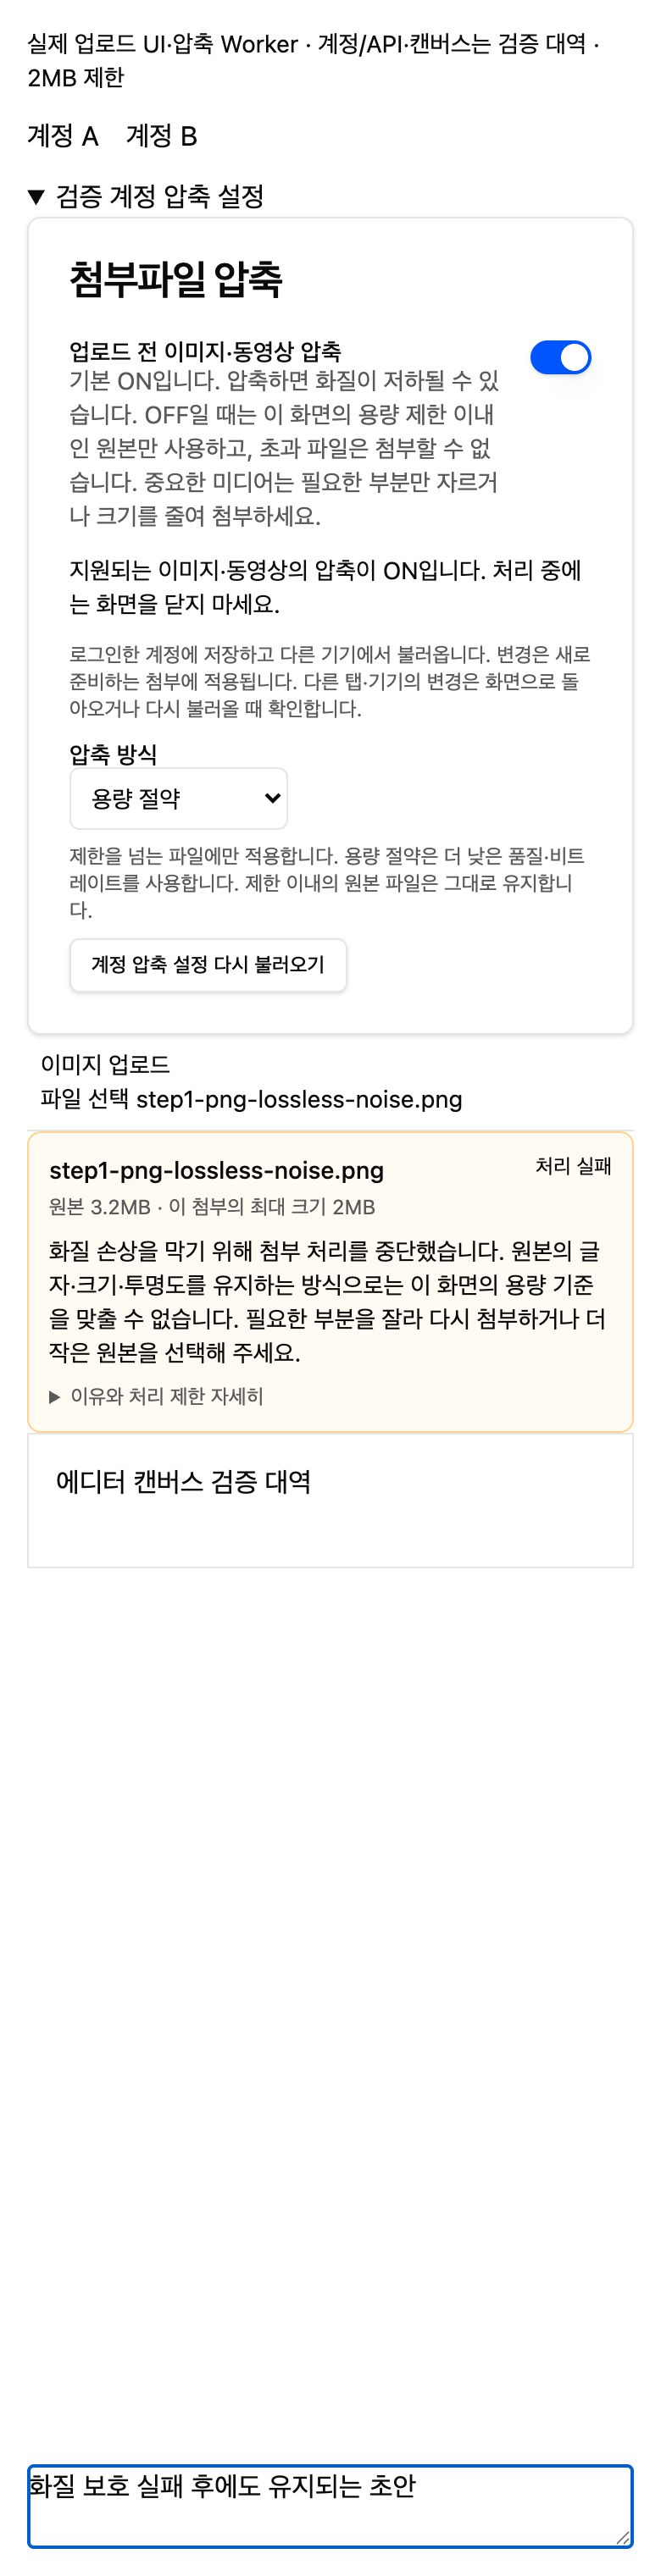 실제 업로드 UI·압축 Worker · 계정/API·캔버스는 검증 대역 ·
2MB 제한
계정 A 계정 B
▼ 검증 계정 압축 설정
첨부파일 압축
업로드 전 이미지·동영상 압축
기본 ON입니다. 압축하면 화질이 저하될 수 있
습니다. OFF일 때는 이 화면의 용량 제한 이내
인 원본만 사용하고, 초과 파일은 첨부할 수 없
습니다. 중요한 미디어는 필요한 부분만 자르거
나 크기를 줄여 첨부하세요.
지원되는 이미지·동영상의 압축이 ON입니다. 처리 중에
는 화면을 닫지 마세요.
로그인한 계정에 저장하고 다른 기기에서 불러옵니다. 변경은 새로
준비하는 첨부에 적용됩니다. 다른 탭·기기의 변경은 화면으로 돌
아오거나 다시 불러올 때 확인합니다.
압축 방식
용량 절약
제한을 넘는 파일에만 적용합니다. 용량 절약은 더 낮은 품질·비트
레이트를 사용합니다. 제한 이내의 원본 파일은 그대로 유지합니
다.
계정 압축 설정 다시 불러오기
이미지 업로드
파일 선택 step1-png-lossless-noise.png
step1-png-lossless-noise.png 처리 실패
원본 3.2MB · 이 첨부의 최대 크기 2MB
화질 손상을 막기 위해 첨부 처리를 중단했습니다. 원본의 글
자·크기·투명도를 유지하는 방식으로는 이 화면의 용량 기준
을 맞출 수 없습니다. 필요한 부분을 잘라 다시 첨부하거나 더
작은 원본을 선택해 주세요.
▶ 이유와 처리 제한 자세히
에디터 캔버스 검증 대역
화질 보호 실패 후에도 유지되는 초안